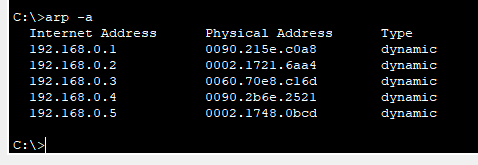 C:\>arp -a
Internet Address Physical Address Type
192.168.0.1 0090.215e.c0a8 dynamic
192.168.0.2 0002.1721.6aa4 dynamic
192.168.0.3 0060.70e8.c16d dynamic
192.168.0.4 0090.2b6e.2521 dynamic
192.168.0.5 0002.1748.0bcd dynamic
C:\>